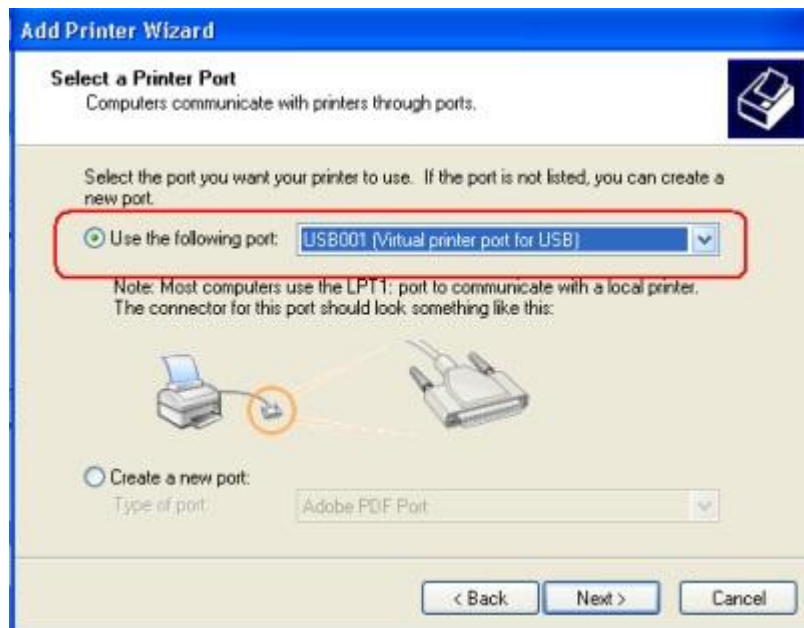 Add Printer Wizard
Select a Printer Port
Computers communicate with printers through ports.
Select the port you want your printer to use. If the port is not listed, you can create a
new port.
Use the following port: USB001 (Virtual printer port for USB)
Note: Most computers use the LPT1: port to communicate with a local printer.
The connector for this port should look something like this:
Create a new port:
Type of port: Adobe PDF Port
< Back Next > Cancel